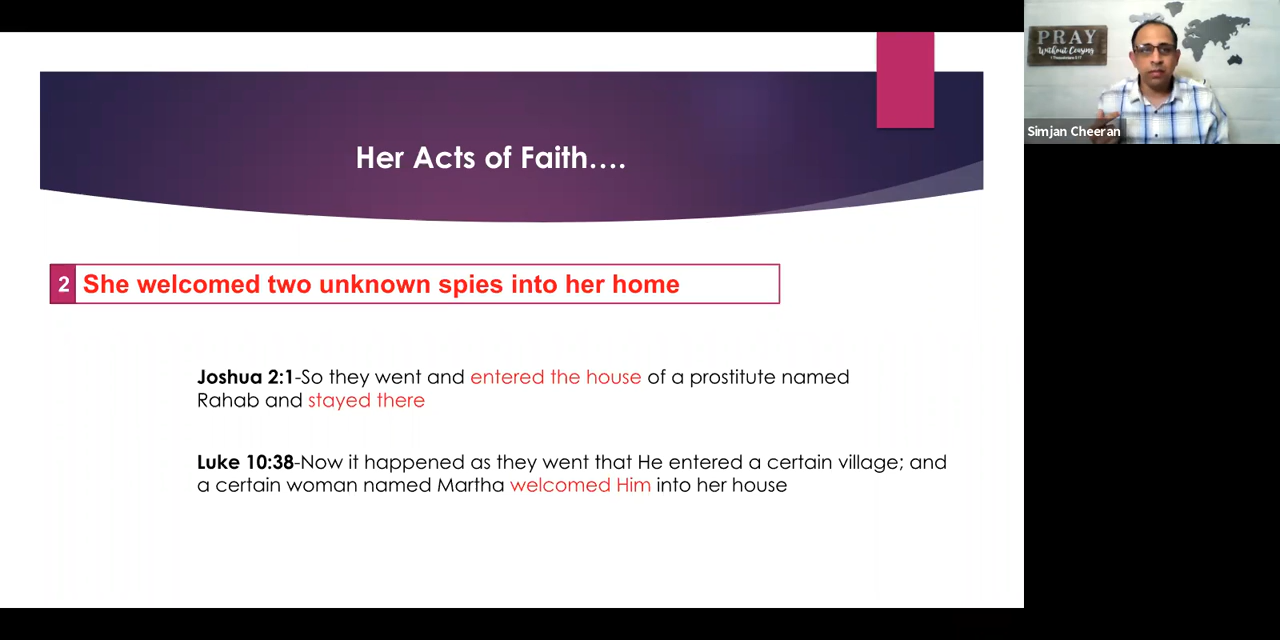 Her Acts of Faith....
2 She welcomed two unknown spies into her home
Joshua 2:1-So they went and entered the house of a prostitute named
Rahab and stayed there
Luke 10:38-Now it happened as they went that He entered a certain village; and
a certain woman named Martha welcomed Him into her house
PRAY
Without Ceasing
1 Thessalonians 5:17
Simjan Cheeran